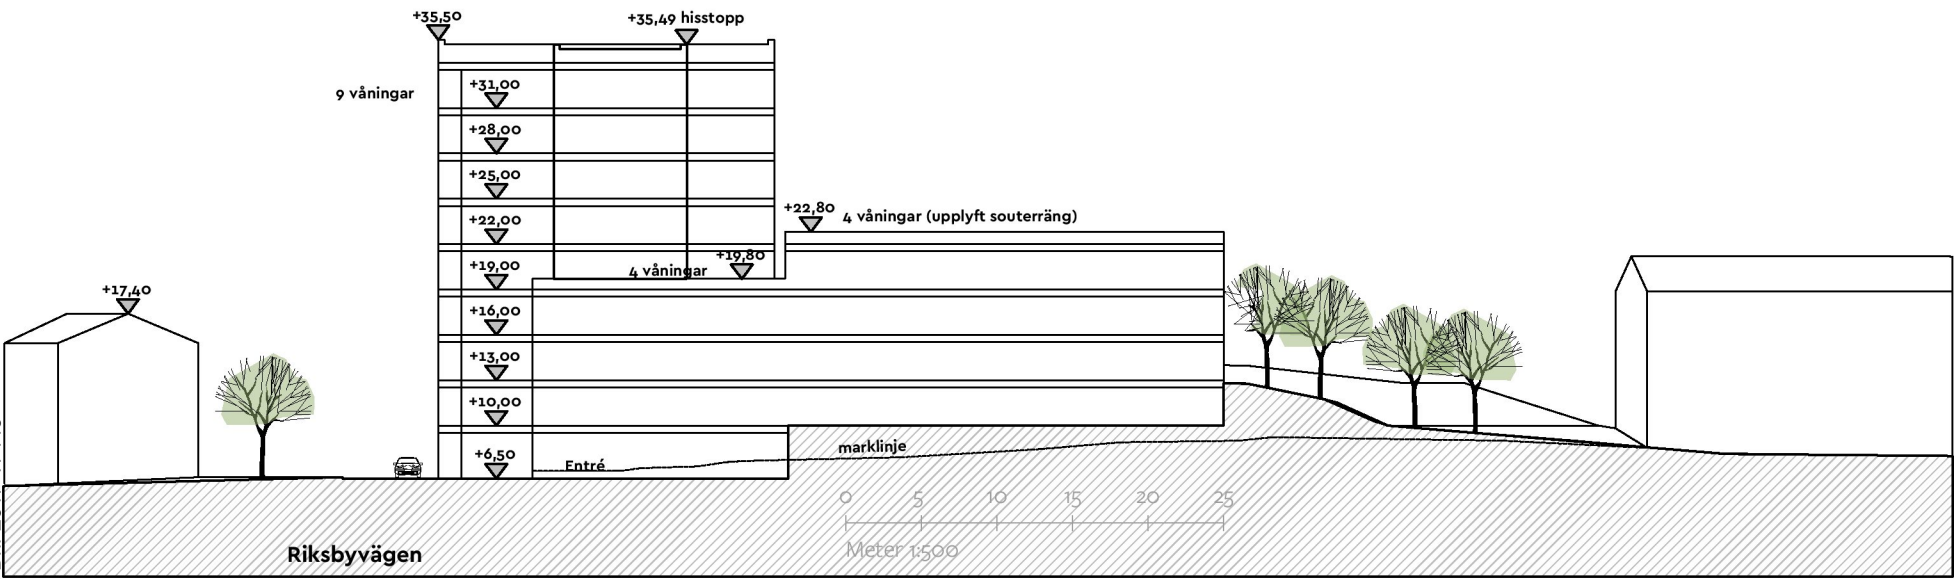 +35,50
+35,49 hisstopp
9 våningar
+31,00
+28,00
+25,00
+22,00
+22,80
4 våningar (upplyft souterräng)
+19,80
+19,00
4 våningar
+17,40
+16,00
+13,00
+10,00
+6,50
Entré
marklinje
0 5 10 15 20 25
Meter 1:500
Riksbyvägen